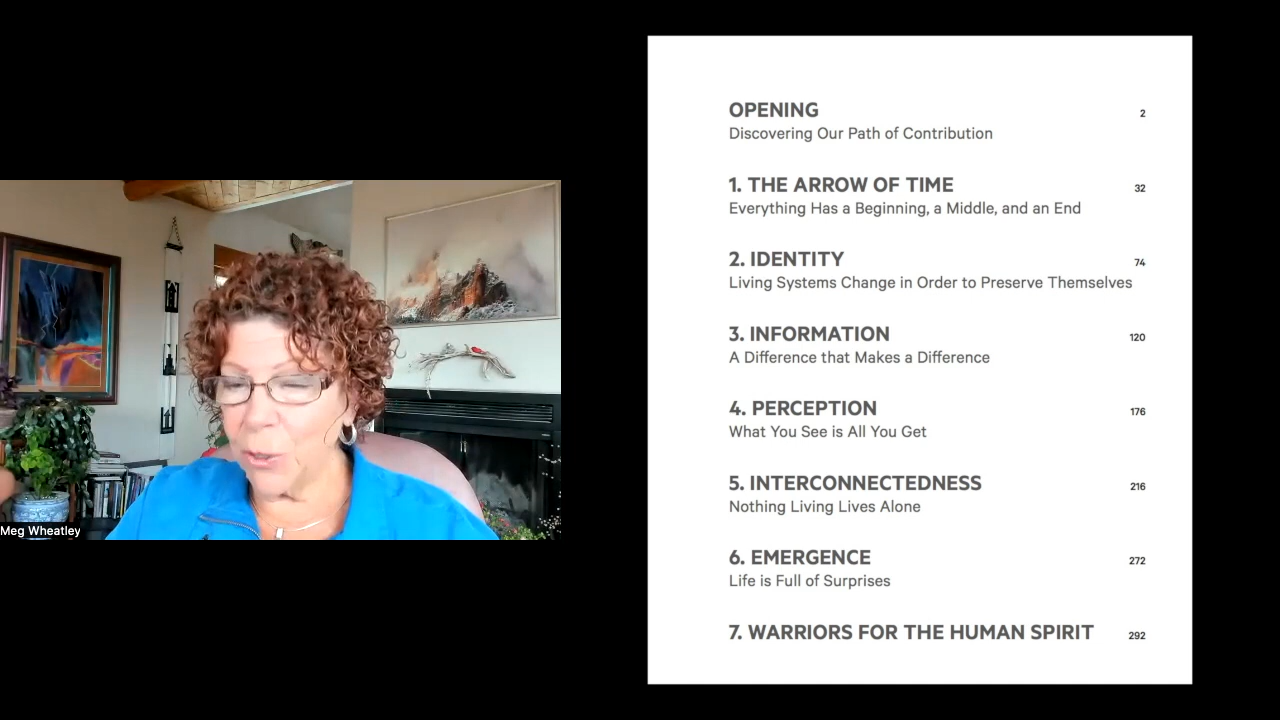 Meg Wheatley
OPENING 2
Discovering Our Path of Contribution
1. THE ARROW OF TIME 32
Everything Has a Beginning, a Middle, and an End
2. IDENTITY 74
Living Systems Change in Order to Preserve Themselves
3. INFORMATION 120
A Difference that Makes a Difference
4. PERCEPTION 176
What You See is All You Get
5. INTERCONNECTEDNESS 216
Nothing Living Lives Alone
6. EMERGENCE 272
Life is Full of Surprises
7. WARRIORS FOR THE HUMAN SPIRIT 292